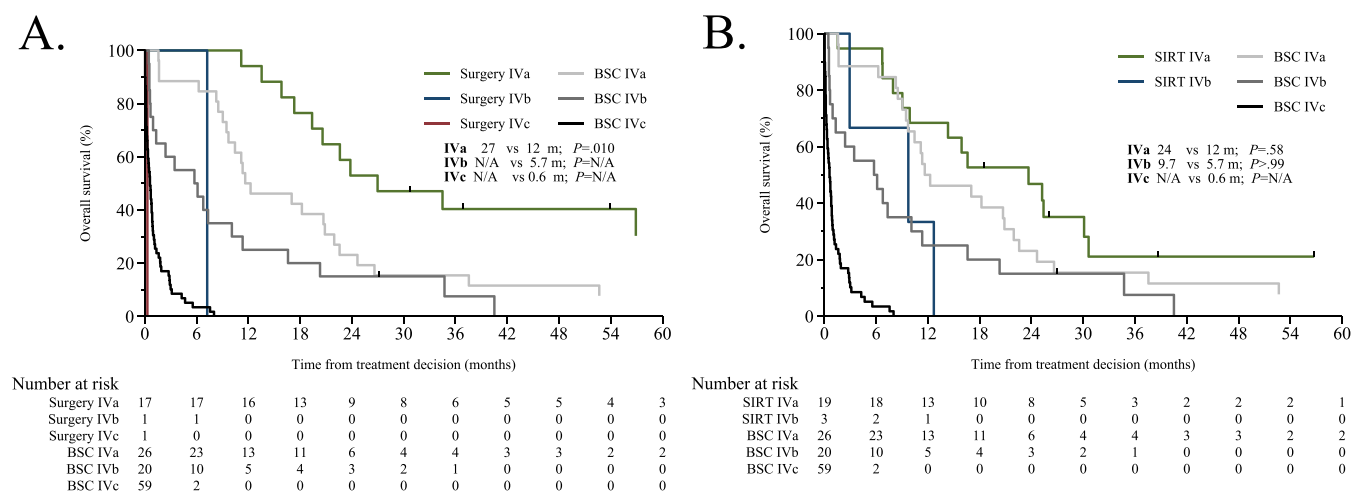 A.
100
80
60
40
20
0
Overall survival (%)
Surgery IVa
Surgery IVb
Surgery IVc
BSC IVa
BSC IVb
BSC IVc
IVa 27 vs 12 m; P=.010
IVb N/A vs 5.7 m; P=N/A
IVc N/A vs 0.6 m; P=N/A
0 6 12 18 24 30 36 42 48 54 60
Time from treatment decision (months)
Number at risk
Surgery IVa 17 17 16 13 9 8 6 5 5 4 3
Surgery IVb 1 1 0 0 0 0 0 0 0 0 0
Surgery IVc 1 0 0 0 0 0 0 0 0 0 0
BSC IVa 26 23 13 11 6 4 4 3 3 2 2
BSC IVb 20 10 5 4 3 2 1 0 0 0 0
BSC IVc 59 2 0 0 0 0 0 0 0 0 0
B.
100
80
60
40
20
0
Overall survival (%)
SIRT IVa
SIRT IVb
BSC IVa
BSC IVb
BSC IVc
IVa 24 vs 12 m; P=.58
IVb 9.7 vs 5.7 m; P>.99
IVc N/A vs 0.6 m; P=N/A
0 6 12 18 24 30 36 42 48 54 60
Time from treatment decision (months)
Number at risk
SIRT IVa 19 18 13 10 8 5 3 2 2 2 1
SIRT IVb 3 2 1 0 0 0 0 0 0 0 0
BSC IVa 26 23 13 11 6 4 4 3 3 2 2
BSC IVb 20 10 5 4 3 2 1 0 0 0 0
BSC IVc 59 2 0 0 0 0 0 0 0 0 0